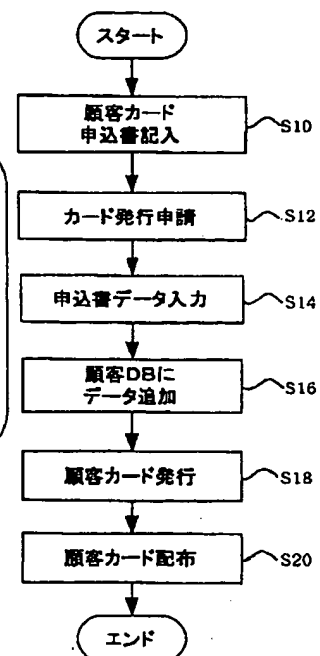 スタート
顧客カード
申込書記入
S10
カード発行申請
S12
申込書データ入力
S14
顧客DBに
データ追加
S16
顧客カード発行
S18
顧客カード配布
S20
エンド